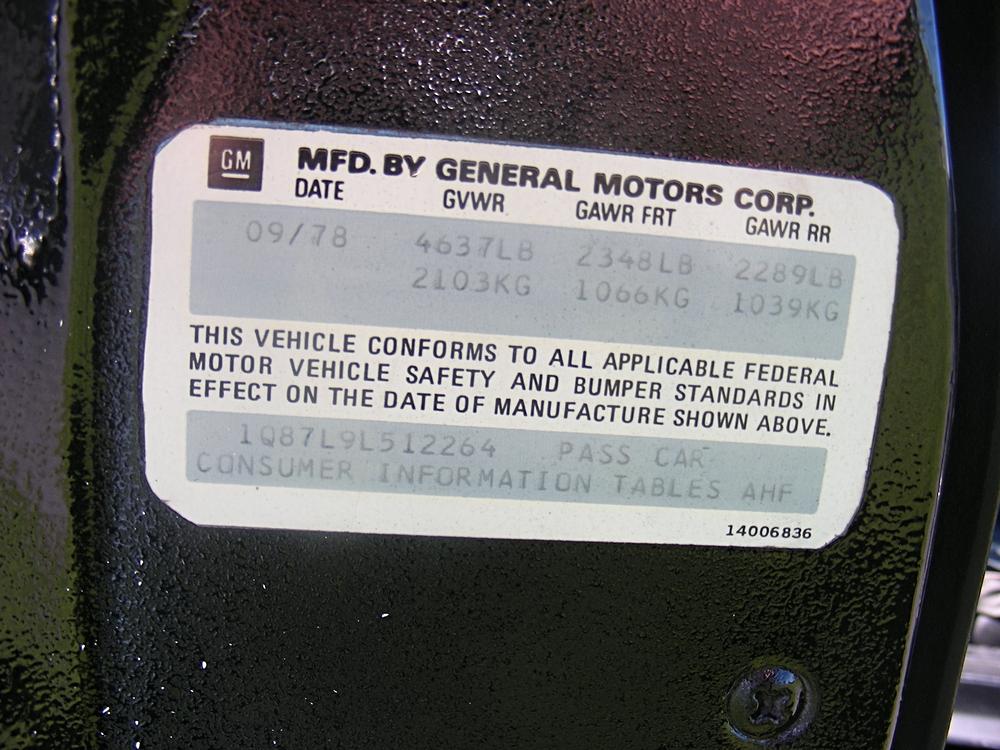 GM MFD. BY GENERAL MOTORS CORP.
DATE GVWR GAWR FRT GAWR RR
09/78 4637LB 2348LB 2289LB
2103KG 1066KG 1039KG
THIS VEHICLE CONFORMS TO ALL APPLICABLE FEDERAL
MOTOR VEHICLE SAFETY AND BUMPER STANDARDS IN
EFFECT ON THE DATE OF MANUFACTURE SHOWN ABOVE.
1Q87L9L512264 PASS CAR
CONSUMER INFORMATION TABLES AHF
14006836